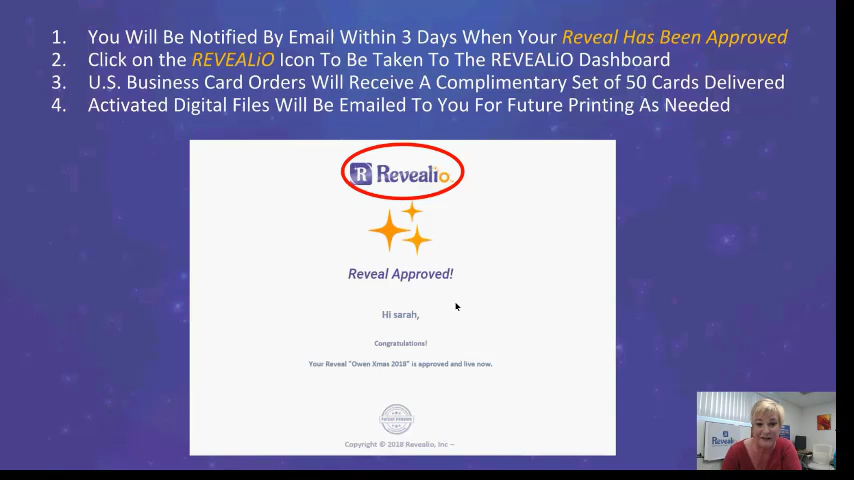 1. You Will Be Notified By Email Within 3 Days When Your Reveal Has Been Approved
2. Click on the REVEALiO Icon To Be Taken To The REVEALiO Dashboard
3. U.S. Business Card Orders Will Receive A Complimentary Set of 50 Cards Delivered
4. Activated Digital Files Will Be Emailed To You For Future Printing As Needed
R Revealio
Reveal Approved!
Hi sarah,
Congratulations!
Your Reveal "Owen Xmas 2018" is approved and live now.
Copyright © 2018 Revealio, Inc –
Revealio